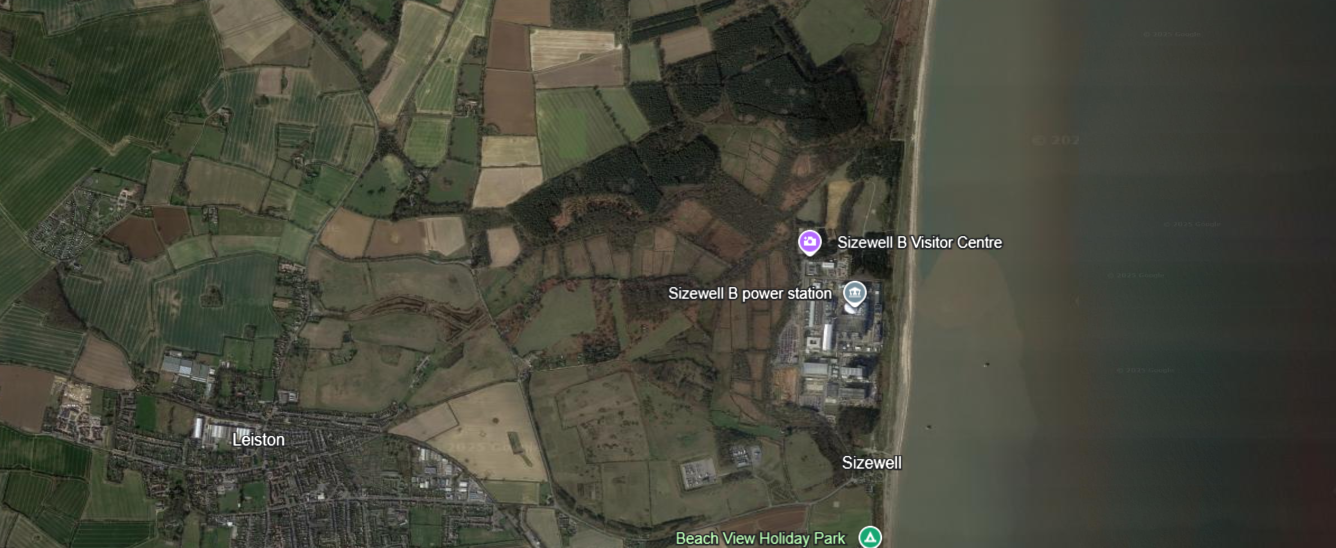 Sizewell B Visitor Centre
Sizewell B power station
Leiston
Sizewell
Beach View Holiday Park